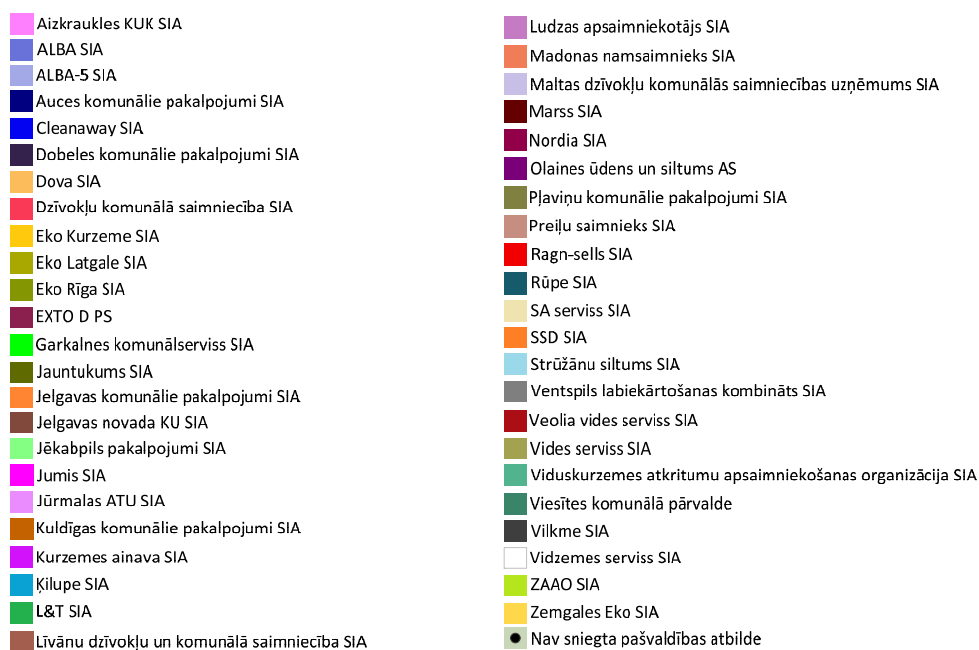 Aizkraukles KUK SIA
ALBA SIA
ALBA-5 SIA
Auces komunālie pakalpojumi SIA
Cleanaway SIA
Dobeles komunālie pakalpojumi SIA
Dova SIA
Dzīvokļu komunālā saimniecība SIA
Eko Kurzeme SIA
Eko Latgale SIA
Eko Rīga SIA
EXTO D PS
Garkalnes komunālserviss SIA
Jauntukums SIA
Jelgavas komunālie pakalpojumi SIA
Jelgavas novada KU SIA
Jēkabpils pakalpojumi SIA
Jumis SIA
Jūrmalas ATU SIA
Kuldīgas komunālie pakalpojumi SIA
Kurzemes ainava SIA
Ķilupe SIA
L&T SIA
Līvānu dzīvokļu un komunālā saimniecība SIA
Ludzas apsaimniekotājs SIA
Madonas namsaimnieks SIA
Maltas dzīvokļu komunālās saimniecības uzņēmums SIA
Marss SIA
Nordia SIA
Olaines ūdens un siltums AS
Pļaviņu komunālie pakalpojumi SIA
Preiļu saimnieks SIA
Ragn-sells SIA
Rūpe SIA
SA serviss SIA
SSD SIA
Strūžānu siltums SIA
Ventspils labiekārtošanas kombināts SIA
Veolia vides serviss SIA
Vides serviss SIA
Viduskurzemes atkritumu apsaimniekošanas organizācija SIA
Viesītes komunālā pārvalde
Vilkme SIA
Vidzemes serviss SIA
ZAAO SIA
Zemgales Eko SIA
Nav sniegta pašvaldības atbilde